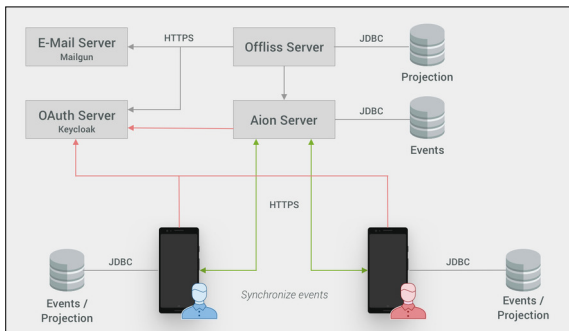 E-Mail Server
Mailgun
HTTPS
Offliss Server
JDBC
Projection
OAuth Server
Keycloak
Aion Server
JDBC
Events
HTTPS
JDBC
Events /
Projection
Synchronize events
JDBC
Events /
Projection